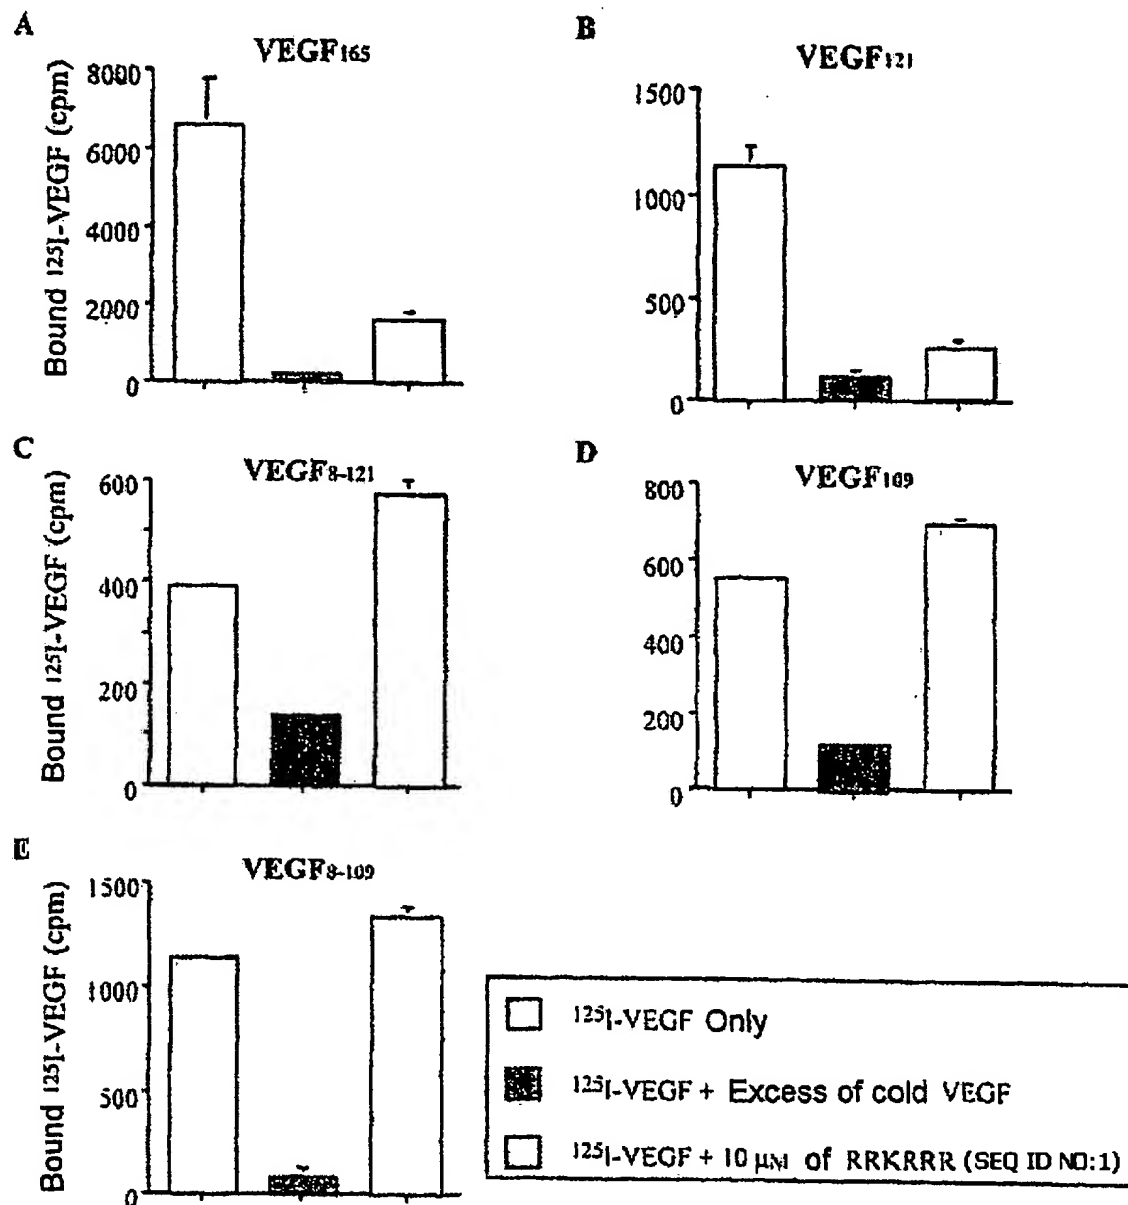 A
VEGF165
Bound 125I-VEGF (cpm)
8000
6000
4000
2000
0
B
VEGF121
1500
1000
500
0
C
VEGF8-121
Bound 125I-VEGF (cpm)
600
400
200
0
D
VEGF109
800
600
400
200
0
E
VEGF8-109
Bound 125I-VEGF (cpm)
1500
1000
500
0
125I-VEGF Only
125I-VEGF + Excess of cold VEGF
125I-VEGF + 10 µM of RRKRRR (SEQ ID NO:1)